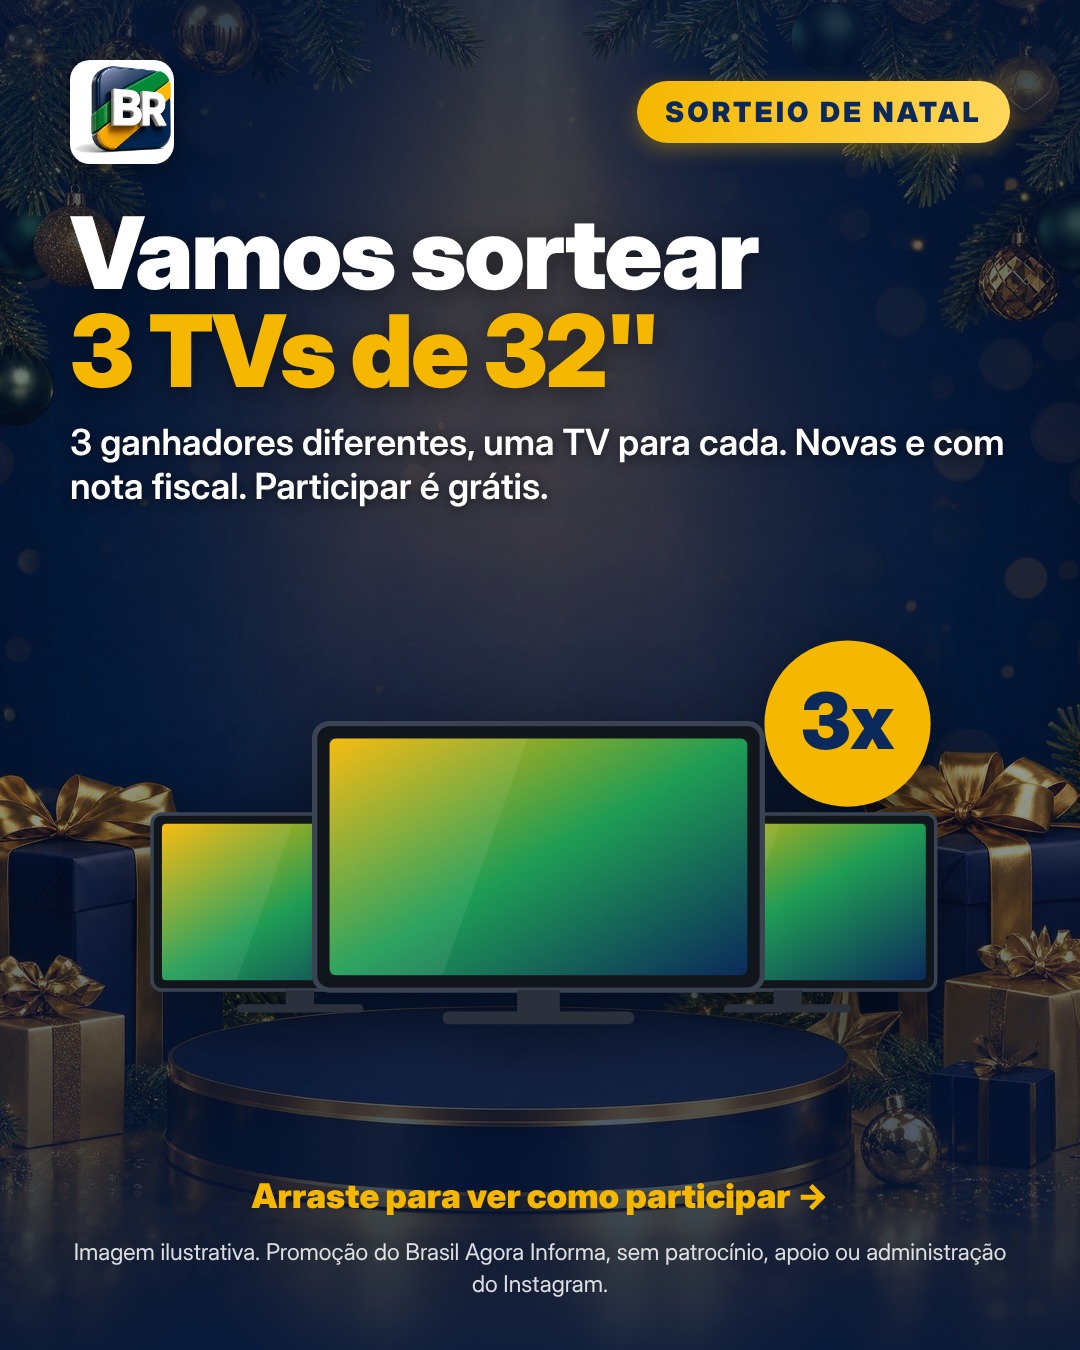 BR
SORTEIO DE NATAL
Vamos sortear
3 TVs de 32"
3 ganhadores diferentes, uma TV para cada. Novas e com
nota fiscal. Participar é grátis.
3x
Arraste para ver como participar →
Imagem ilustrativa. Promoção do Brasil Agora Informa, sem patrocínio, apoio ou administração
do Instagram.